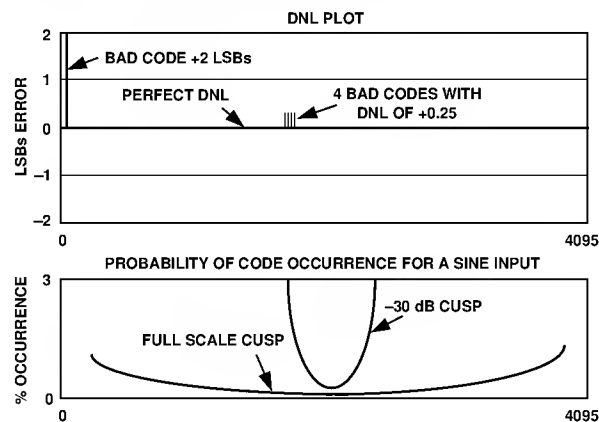 DNL PLOT
2
BAD CODE +2 LSBs
1
PERFECT DNL
4 BAD CODES WITH
DNL OF +0.25
0
LSBs ERROR
–1
–2
0
4095
PROBABILITY OF CODE OCCURRENCE FOR A SINE INPUT
3
–30 dB CUSP
FULL SCALE CUSP
% OCCURRENCE
0
0
4095